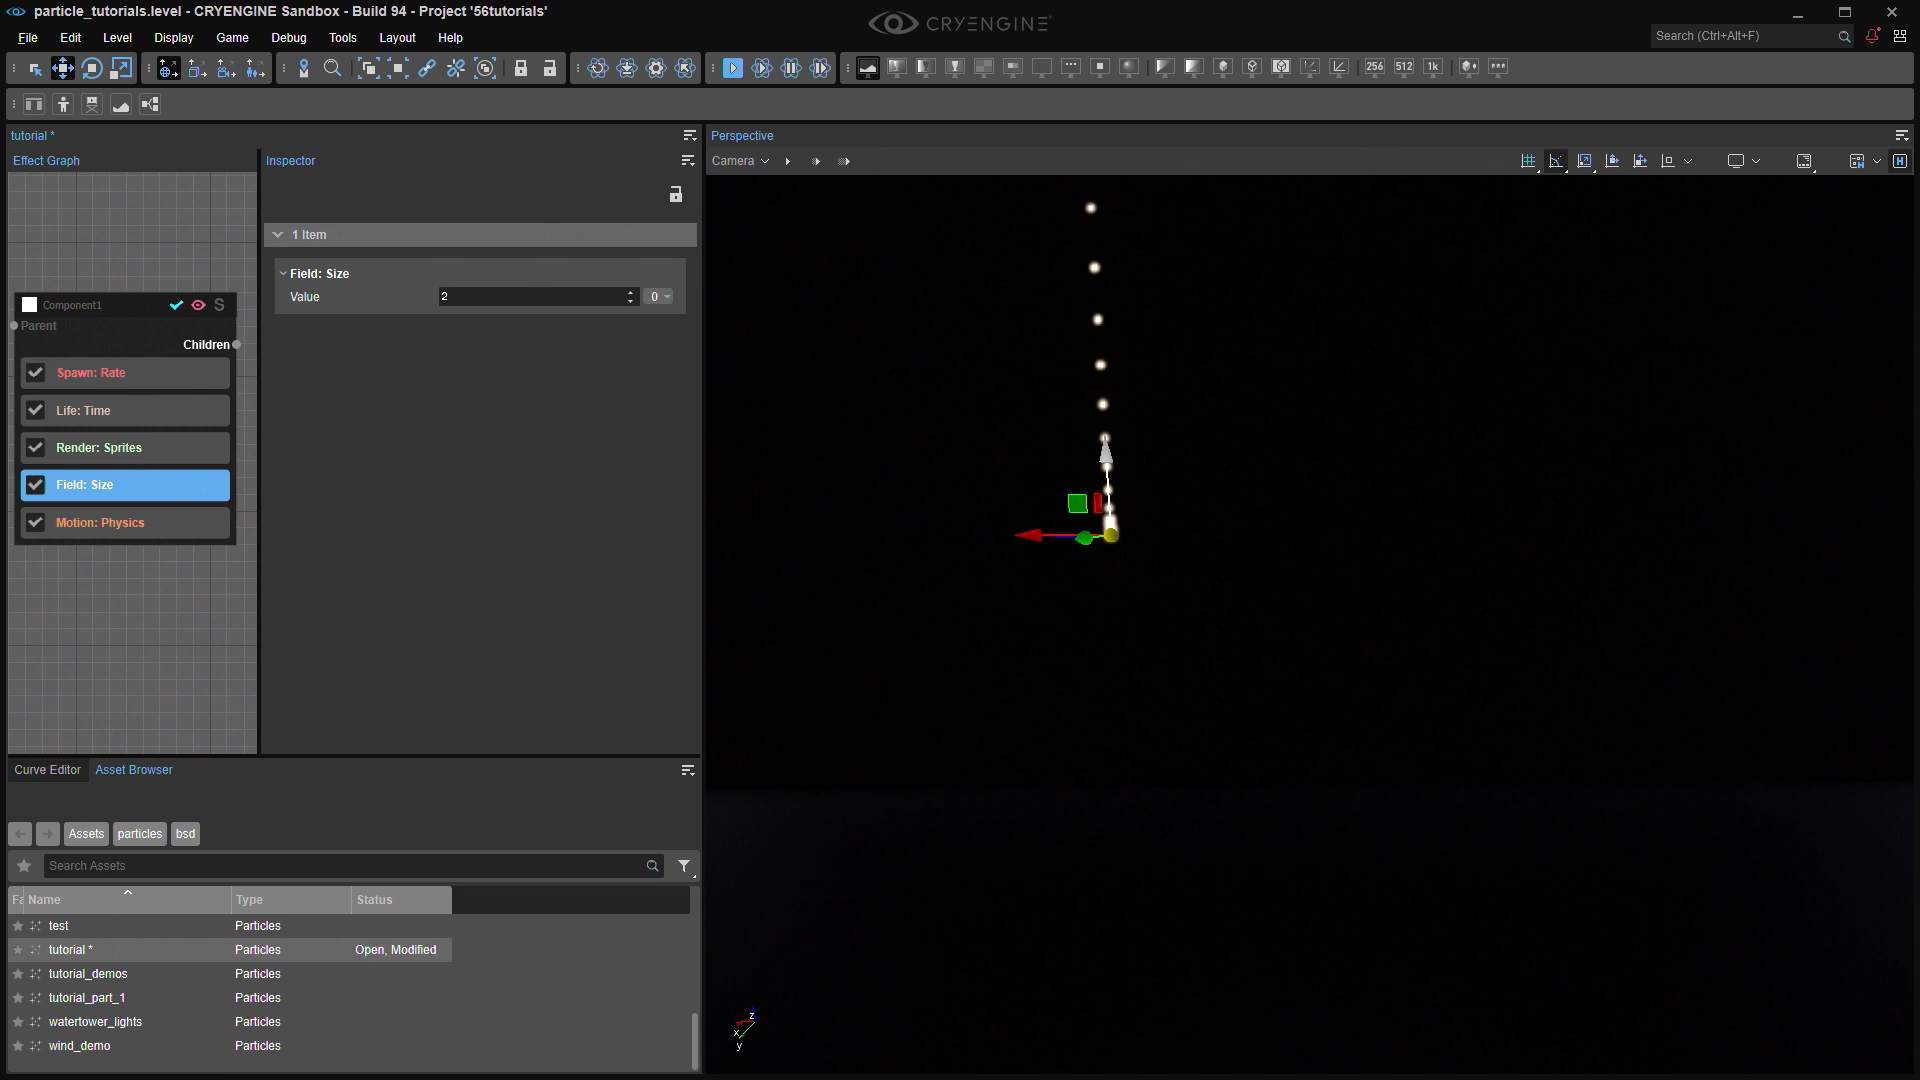 particle_tutorials.level - CRYENGINE Sandbox - Build 94 - Project '56tutorials'
CRYENGINE
File Edit Level Display Game Debug Tools Layout Help
Search (Ctrl+Alt+F)
256 512 1k
tutorial *
Perspective
Effect Graph
Inspector
Camera
H
1 Item
Field: Size
Value 2 0
Component1 S
Parent
Children
Spawn: Rate
Life: Time
Render: Sprites
Field: Size
Motion: Physics
Curve Editor Asset Browser
Assets particles bsd
Search Assets
Fa Name Type Status
test Particles
tutorial * Particles Open, Modified
tutorial_demos Particles
tutorial_part_1 Particles
watertower_lights Particles
wind_demo Particles
z
x
y